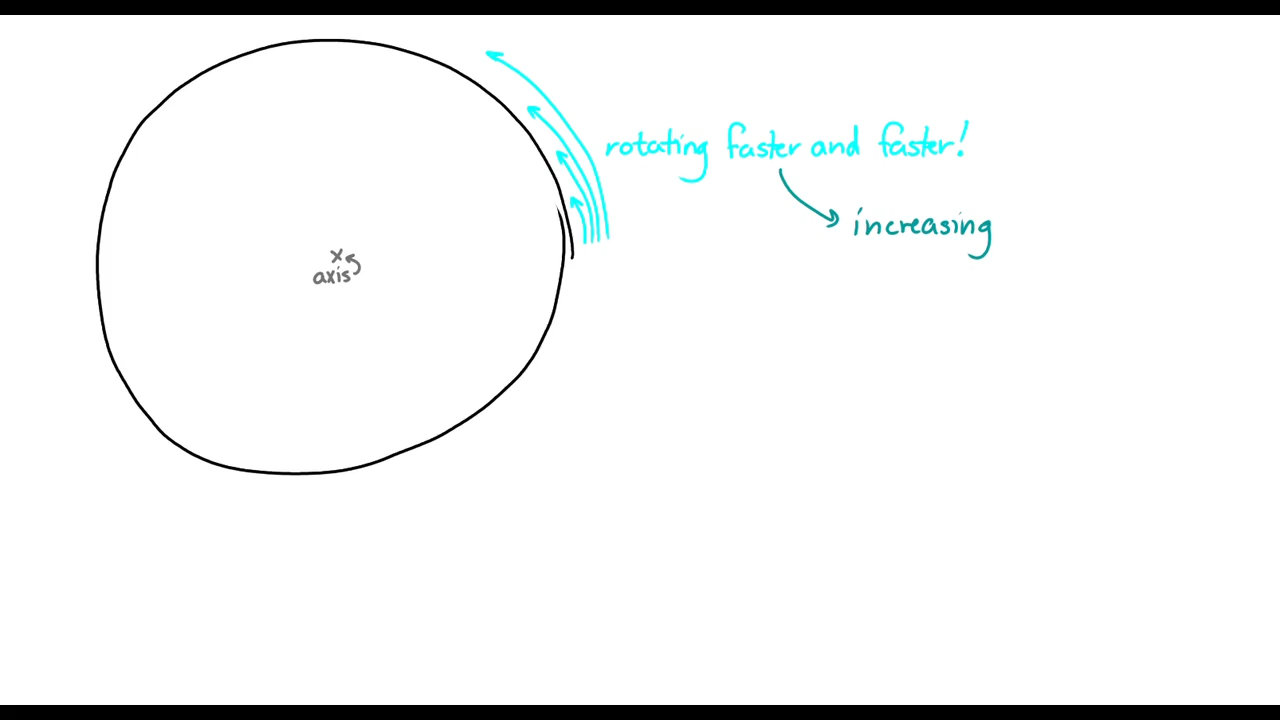 rotating faster and faster!
increasing
x
axis